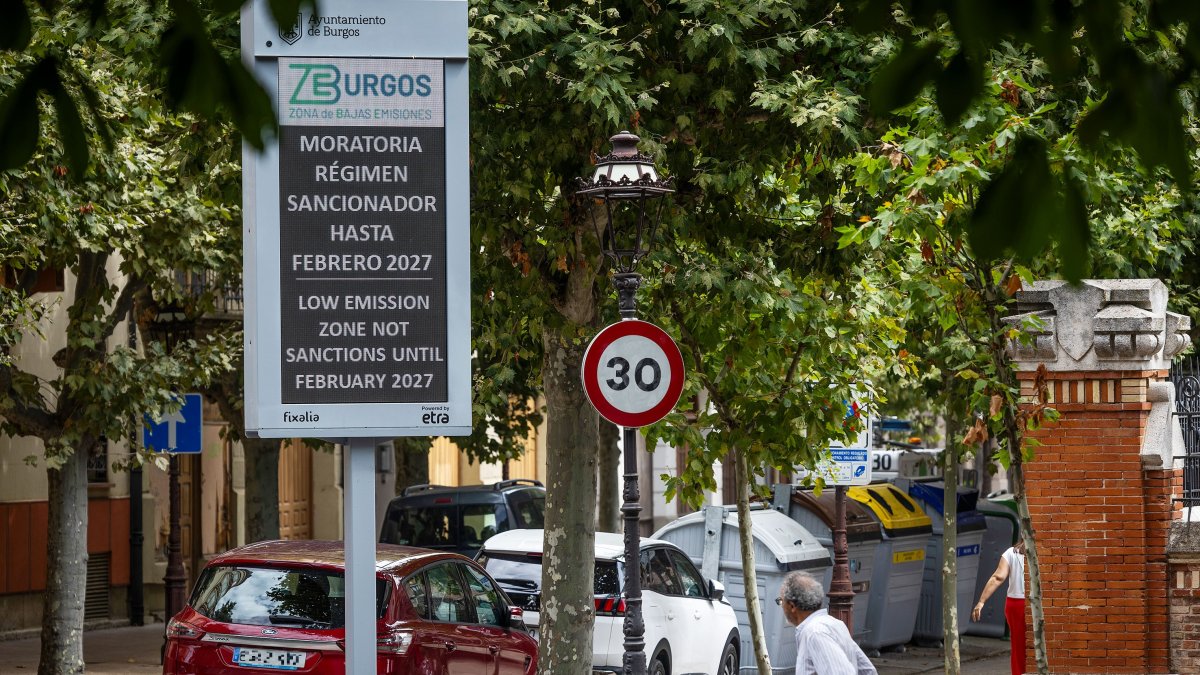 Ayuntamiento
de Burgos
ZBURGOS
ZONA de BAJAS EMISIONES
MORATORIA
RÉGIMEN
SANCIONADOR
HASTA
FEBRERO 2027
LOW EMISSION
ZONE NOT
SANCTIONS UNTIL
FEBRUARY 2027
fixalia
Powered by
etra
30
30